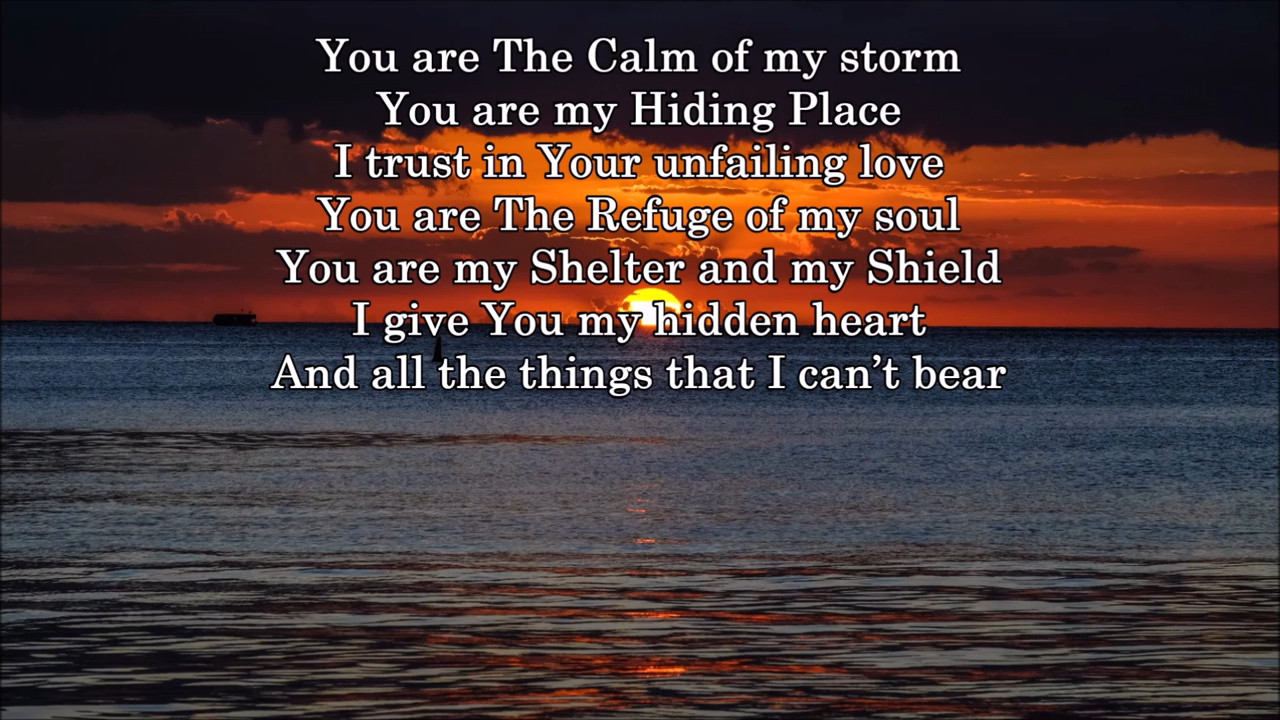 You are The Calm of my storm
You are my Hiding Place
I trust in Your unfailing love
You are The Refuge of my soul
You are my Shelter and my Shield
I give You my hidden heart
And all the things that I can’t bear